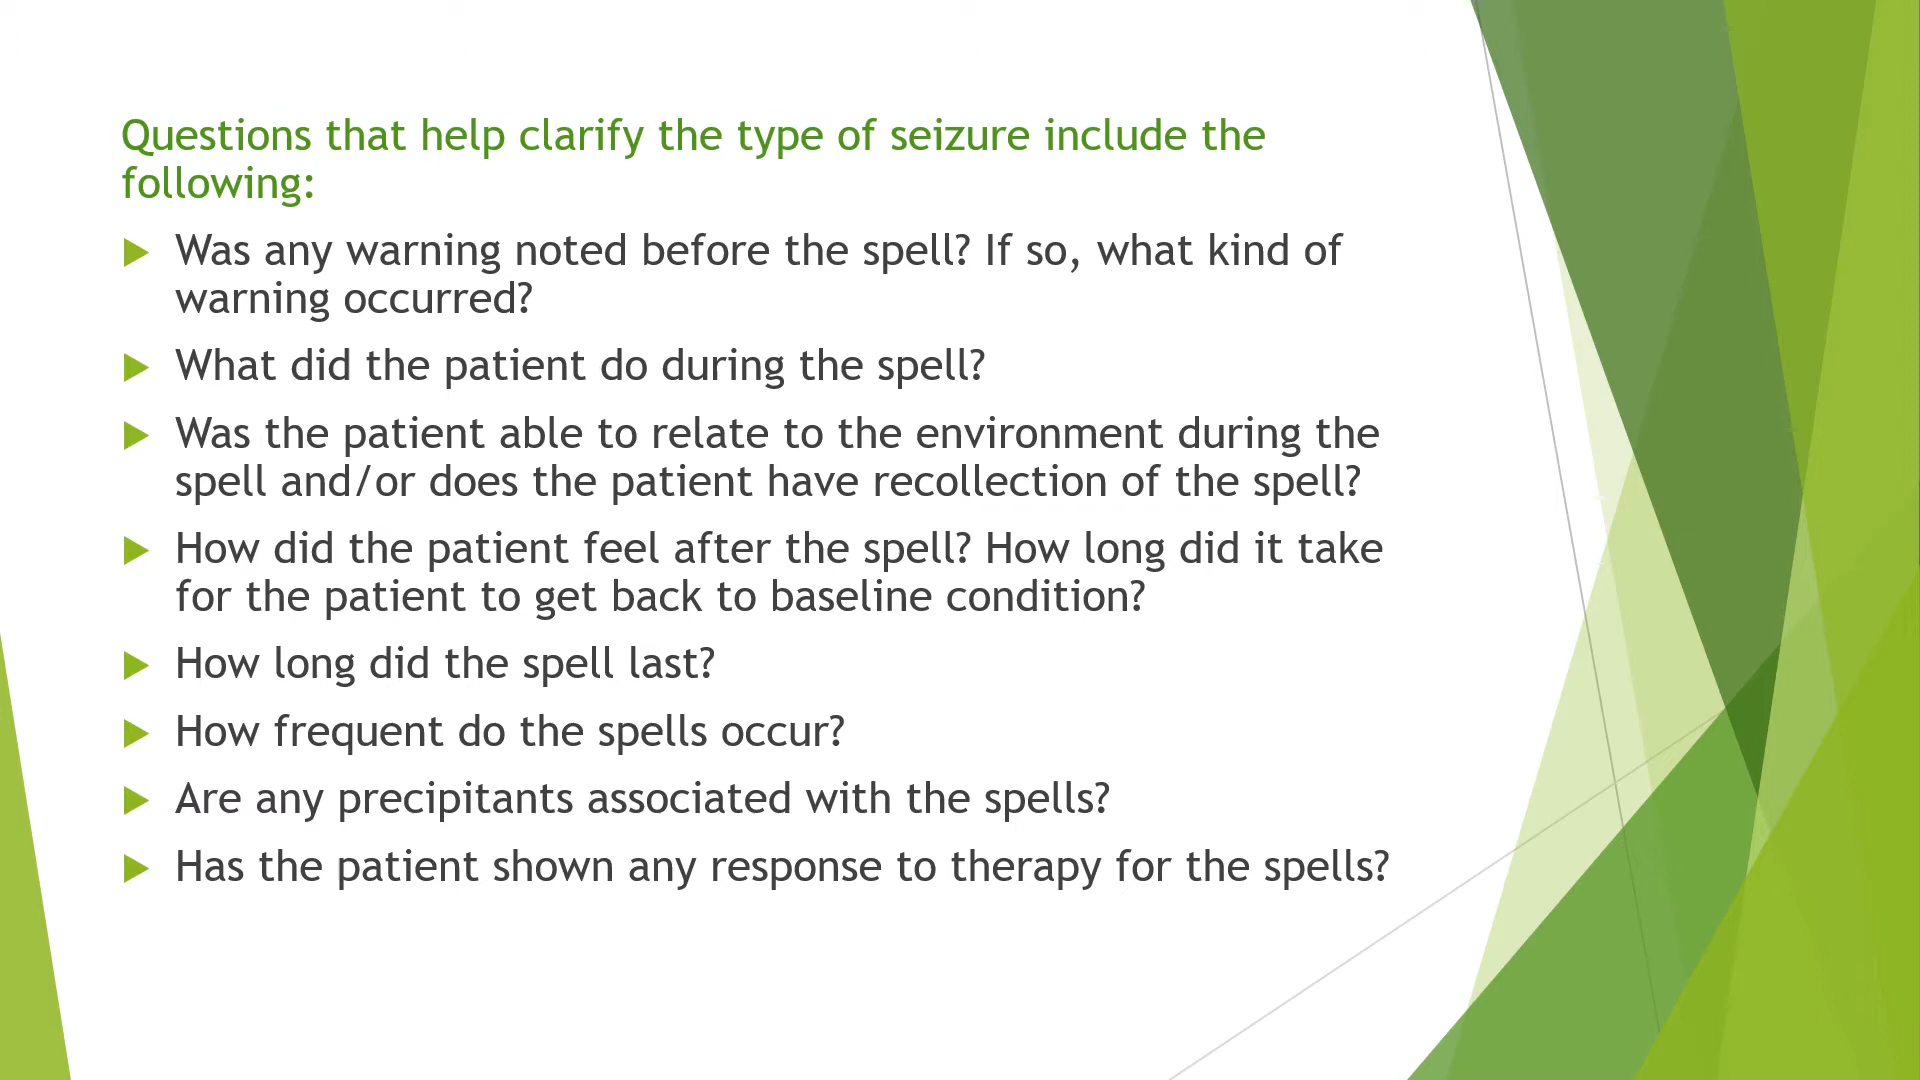 Questions that help clarify the type of seizure include the
following:
Was any warning noted before the spell? If so, what kind of
warning occurred?
What did the patient do during the spell?
Was the patient able to relate to the environment during the
spell and/or does the patient have recollection of the spell?
How did the patient feel after the spell? How long did it take
for the patient to get back to baseline condition?
How long did the spell last?
How frequent do the spells occur?
Are any precipitants associated with the spells?
Has the patient shown any response to therapy for the spells?